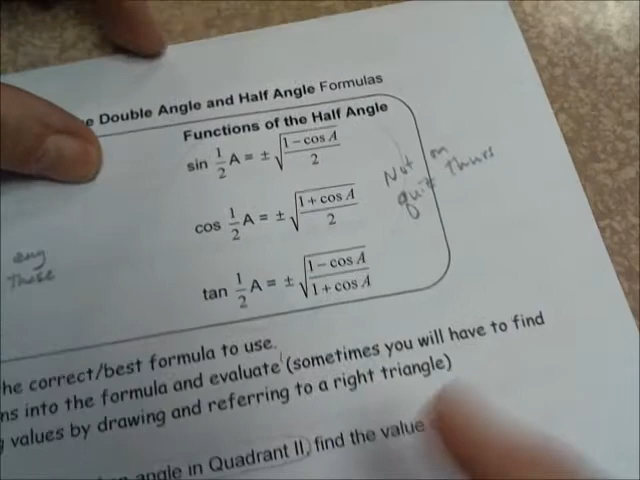 Double Angle and Half Angle Formulas
Functions of the Half Angle
sin 1/2 A = ± √((1 − cos A)/2)
Not on
quiz Thurs
cos 1/2 A = ± √((1 + cos A)/2)
these
tan 1/2 A = ± √((1 − cos A)/(1 + cos A))
he correct/best formula to use.
ns into the formula and evaluate (sometimes you will have to find
values by drawing and referring to a right triangle)
angle in Quadrant II, find the value